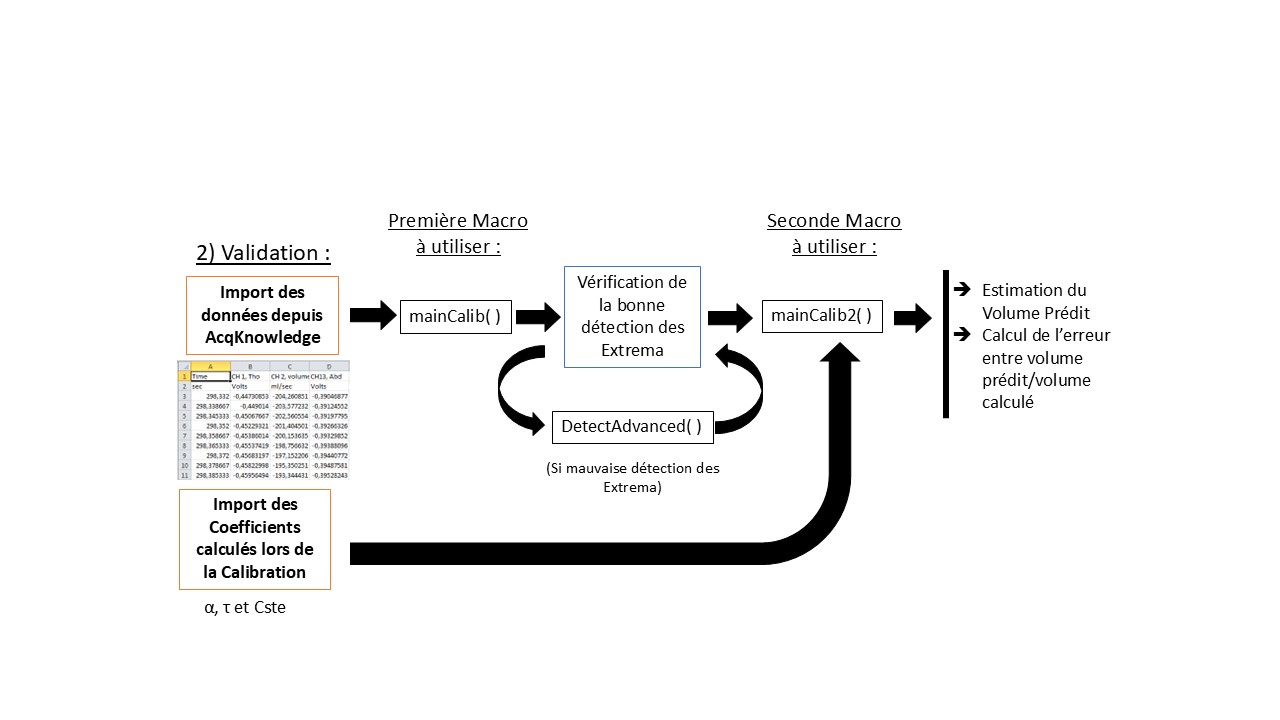 Première Macro
à utiliser :
Seconde Macro
à utiliser :
2) Validation :
Import des
données depuis
AcqKnowledge
mainCalib( )
Vérification de
la bonne
détection des
Extrema
mainCalib2( )
Estimation du
Volume Prédit
Calcul de l’erreur
entre volume
prédit/volume
calculé
DetectAdvanced( )
(Si mauvaise détection des
Extrema)
A B C D
1 Time CH 1, Tho CH 2, volume CH13, Abd
2 sec Volts ml/sec Volts
3 298,332 -0,44730853 -204,260851 -0,39046877
4 298,338667 -0,449014 -203,577232 -0,39124552
5 298,345333 -0,45067667 -202,560554 -0,39197795
6 298,352 -0,45229321 -201,404501 -0,39266326
7 298,358667 -0,45386014 -200,153635 -0,39329852
8 298,365333 -0,45537419 -198,756632 -0,39388096
9 298,372 -0,45683197 -197,152206 -0,39440772
10 298,378667 -0,45822998 -195,350251 -0,39487581
11 298,385333 -0,45956494 -193,344431 -0,39528243
Import des
Coefficients
calculés lors de
la Calibration
α, τ et Cste